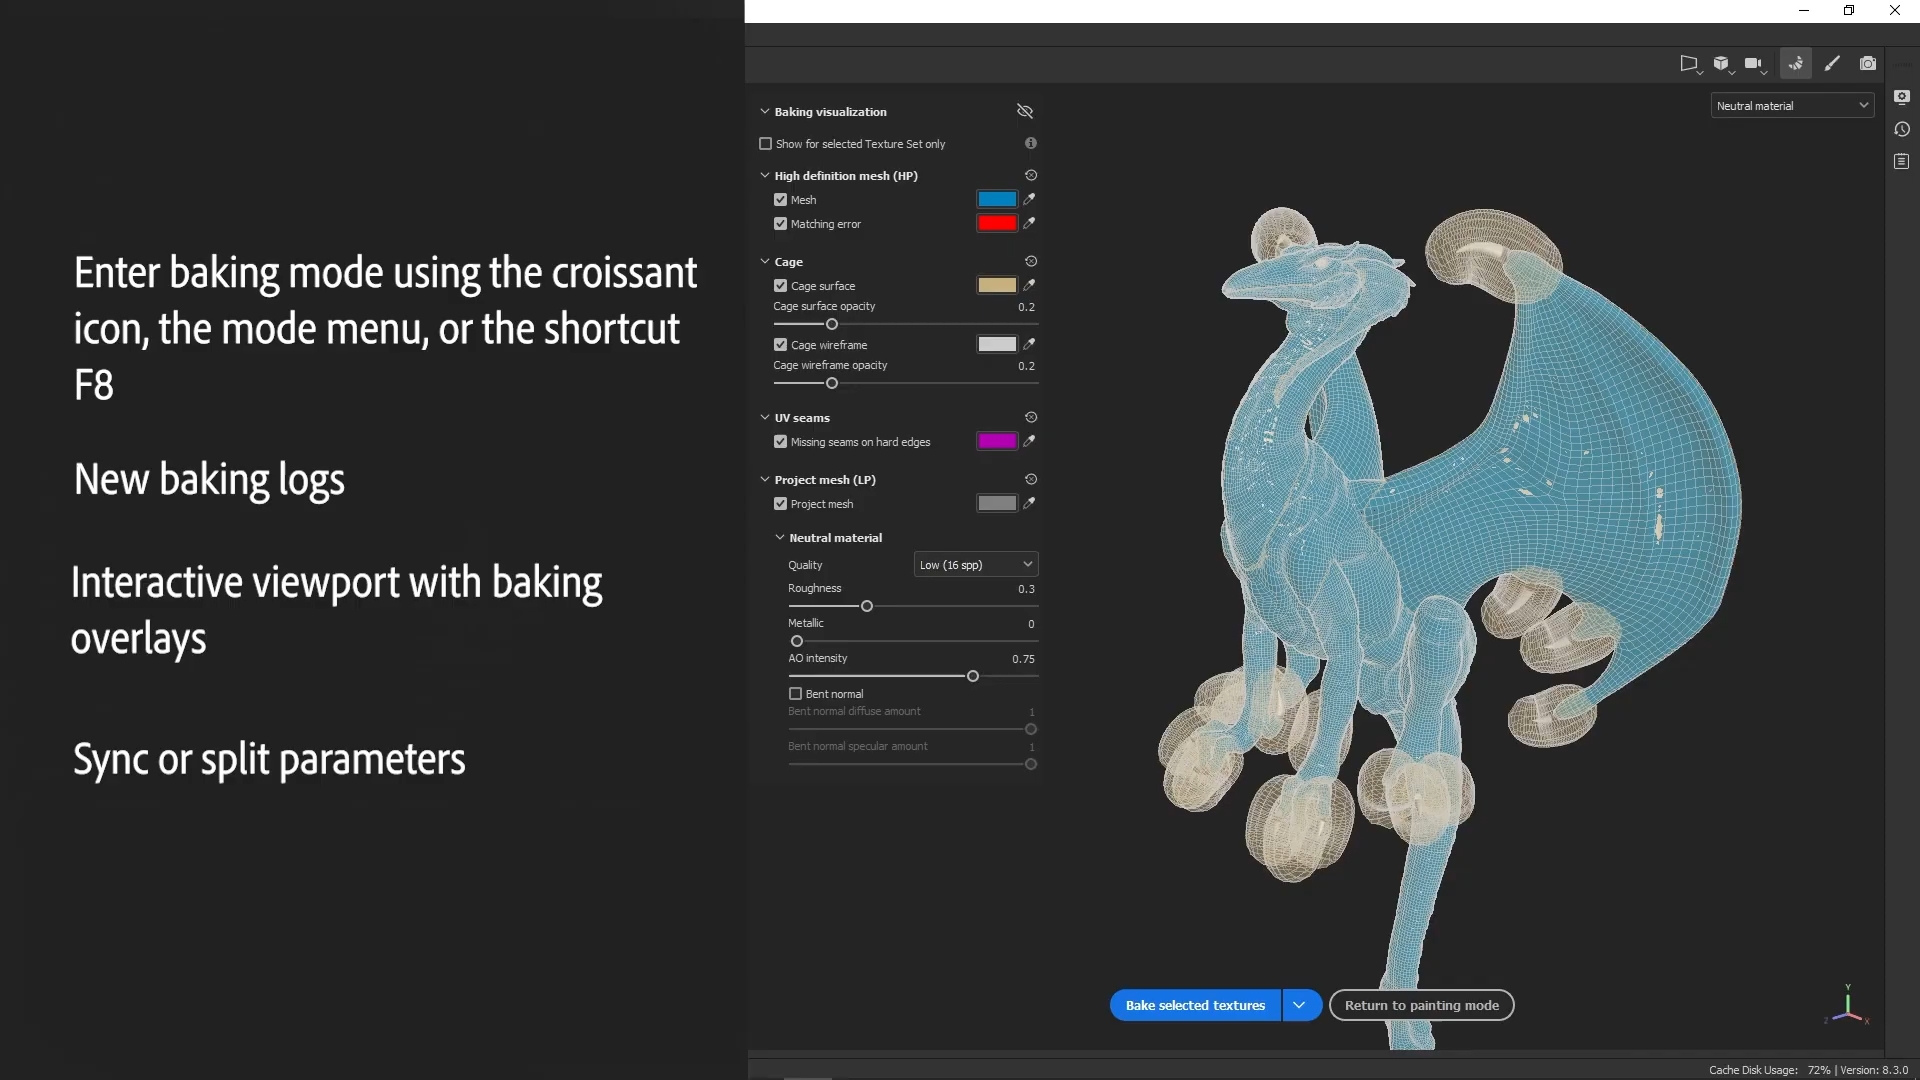 Enter baking mode using the croissant
icon, the mode menu, or the shortcut
F8
New baking logs
Interactive viewport with baking
overlays
Sync or split parameters
Baking visualization
Show for selected Texture Set only
High definition mesh (HP)
Mesh
Matching error
Cage
Cage surface
Cage surface opacity 0.2
Cage wireframe
Cage wireframe opacity 0.2
UV seams
Missing seams on hard edges
Project mesh (LP)
Project mesh
Neutral material
Quality Low (16 spp)
Roughness 0.3
Metallic 0
AO intensity 0.75
Bent normal
Bent normal diffuse amount 1
Bent normal specular amount 1
Neutral material
Bake selected textures
Return to painting mode
Y
Z X
Cache Disk Usage: 72% | Version: 8.3.0